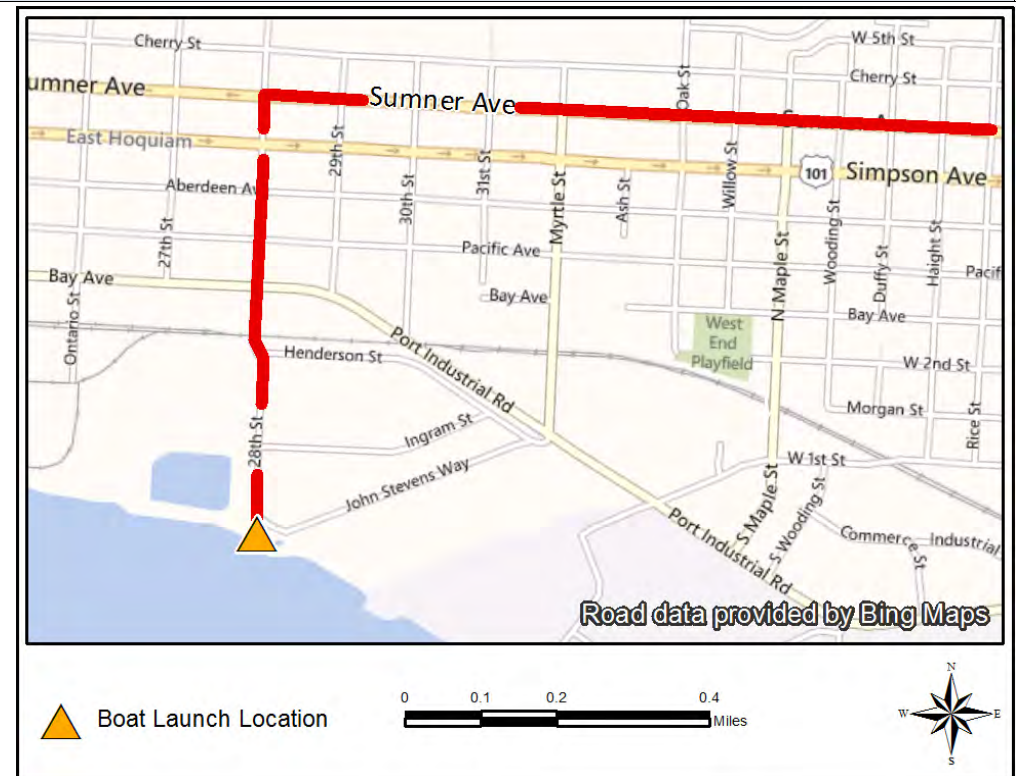 Cherry St
W 5th St
Cherry St
umner Ave
Sumner Ave
Oak St
East Hoquiam
29th St
31st St
30th St
Myrtle St
Ash St
Willow St
101
Simpson Ave
Aberdeen Av
27th St
Pacific Ave
N Maple St
Wooding St
Duffy St
Haight St
Pacif
Bay Ave
Bay Ave
Bay Ave
Ontario St
Henderson St
Port Industrial Rd
West
End
Playfield
W 2nd St
Morgan St
Rice St
28th St
Ingram St
John Stevens Way
W 1st St
S Maple St
S Wooding St
Port Industrial Rd
Commerce St
Industrial
Road data provided by Bing Maps
Boat Launch Location
0 0.1 0.2 0.4
Miles
N
W E
S